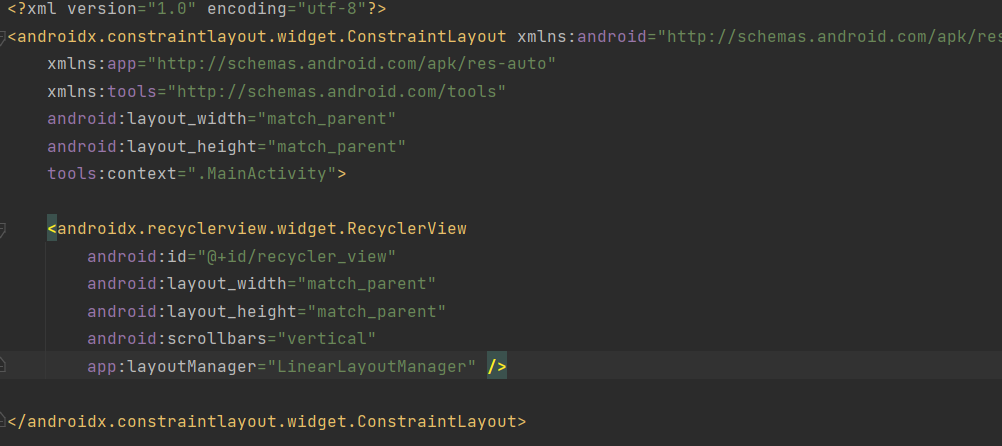 <?xml version="1.0" encoding="utf-8"?>
<androidx.constraintlayout.widget.ConstraintLayout xmlns:android="http://schemas.android.com/apk/res
xmlns:app="http://schemas.android.com/apk/res-auto"
xmlns:tools="http://schemas.android.com/tools"
android:layout_width="match_parent"
android:layout_height="match_parent"
tools:context=".MainActivity">
<androidx.recyclerview.widget.RecyclerView
android:id="@+id/recycler_view"
android:layout_width="match_parent"
android:layout_height="match_parent"
android:scrollbars="vertical"
app:layoutManager="LinearLayoutManager" />
</androidx.constraintlayout.widget.ConstraintLayout>